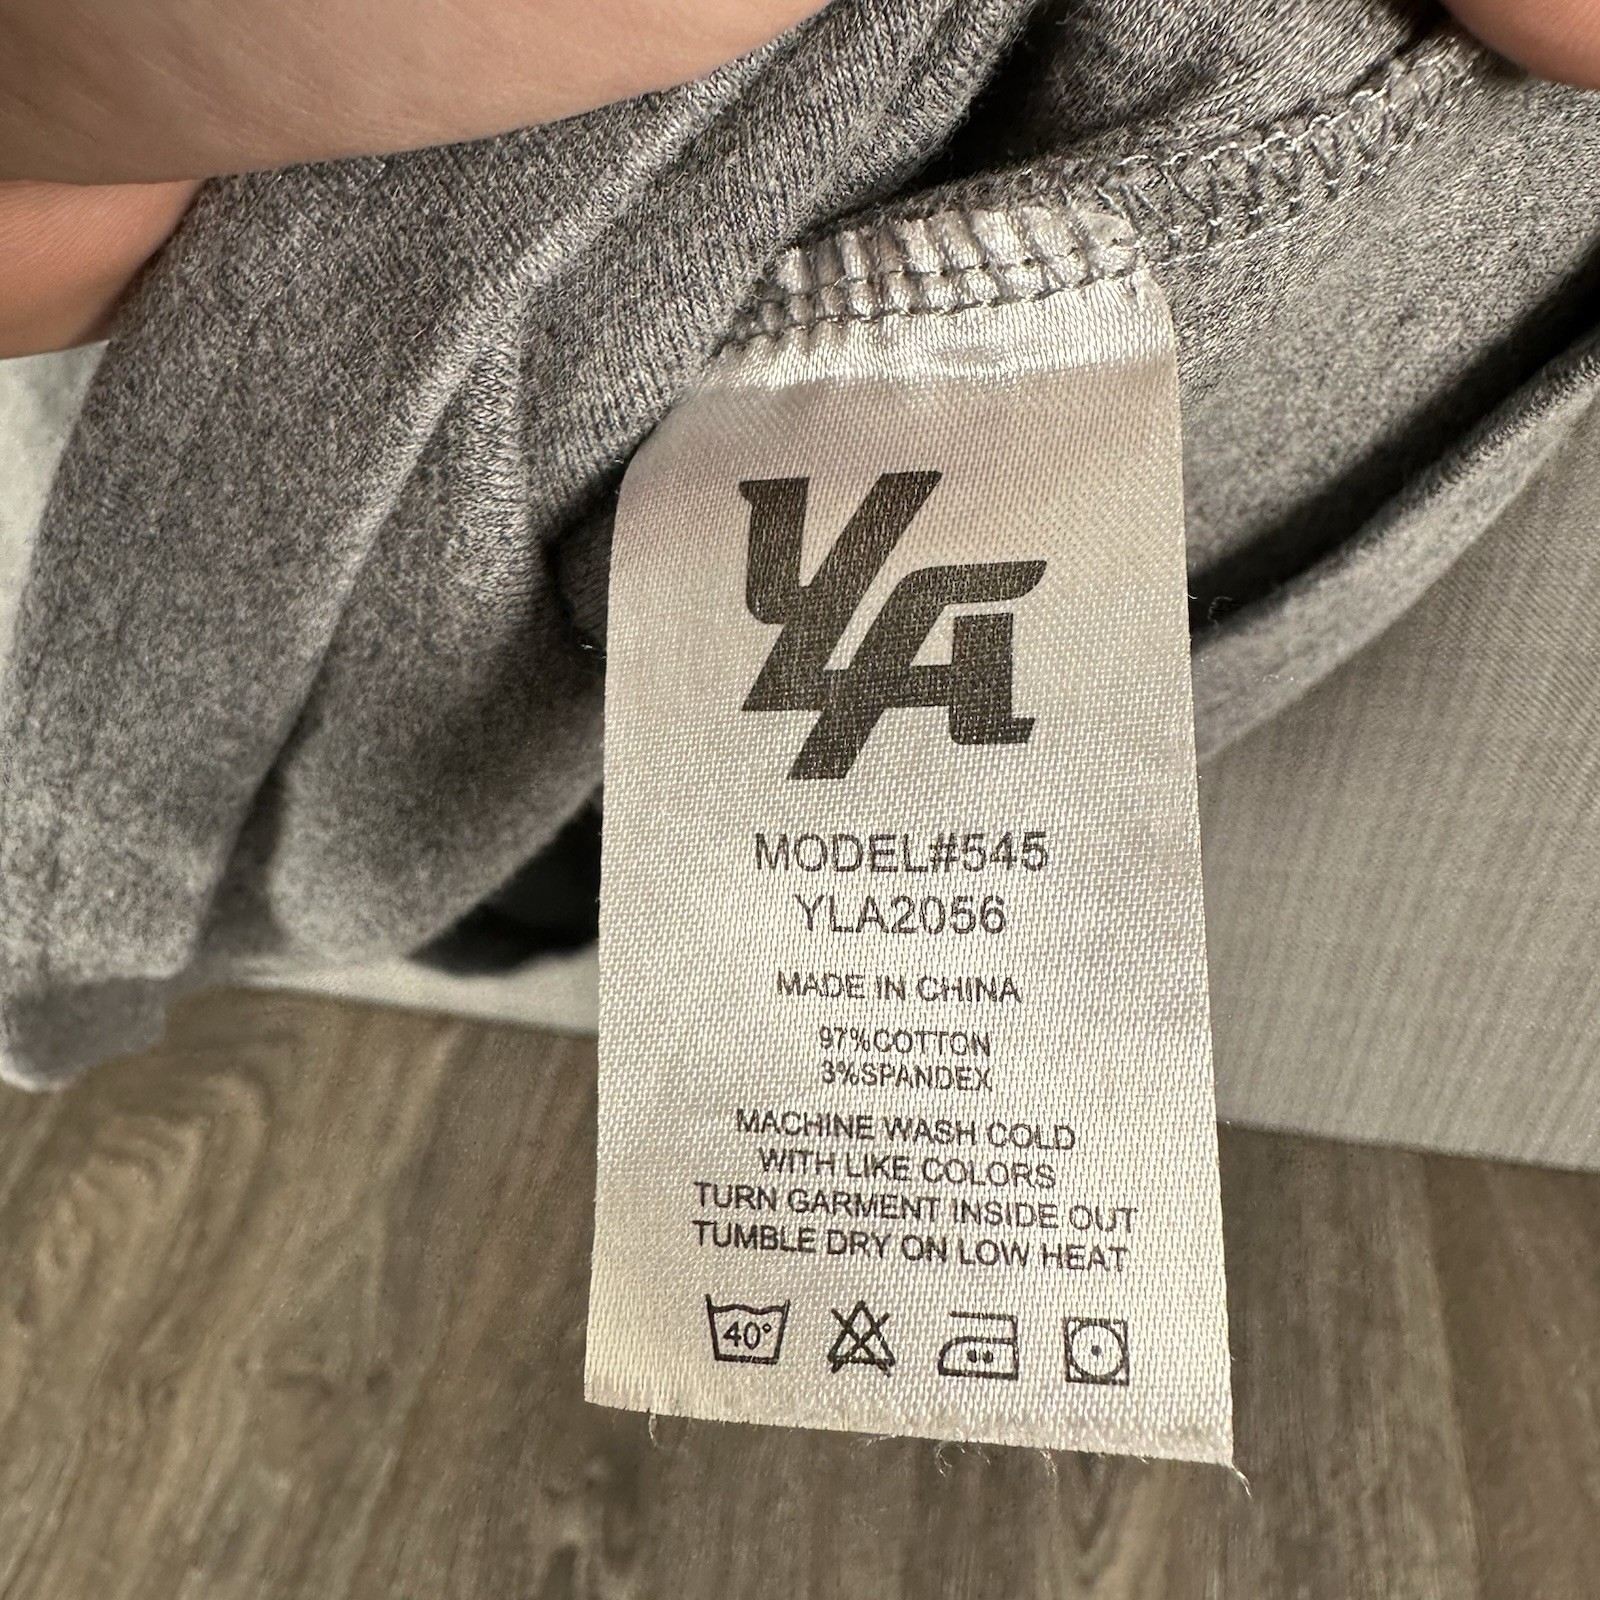 YLA
MODEL#545
YLA2056
MADE IN CHINA
97%COTTON
3%SPANDEX
MACHINE WASH COLD
WITH LIKE COLORS
TURN GARMENT INSIDE OUT
TUMBLE DRY ON LOW HEAT
40°